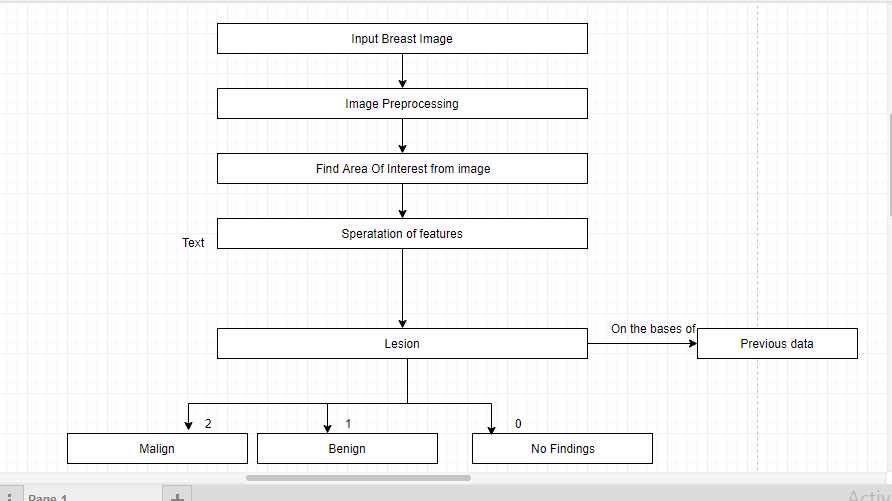 Input Breast Image
Image Preprocessing
Find Area Of Interest from image
Speratation of features
Text
On the bases of
Lesion
Previous data
2
1
0
Malign
Benign
No Findings
Page 1